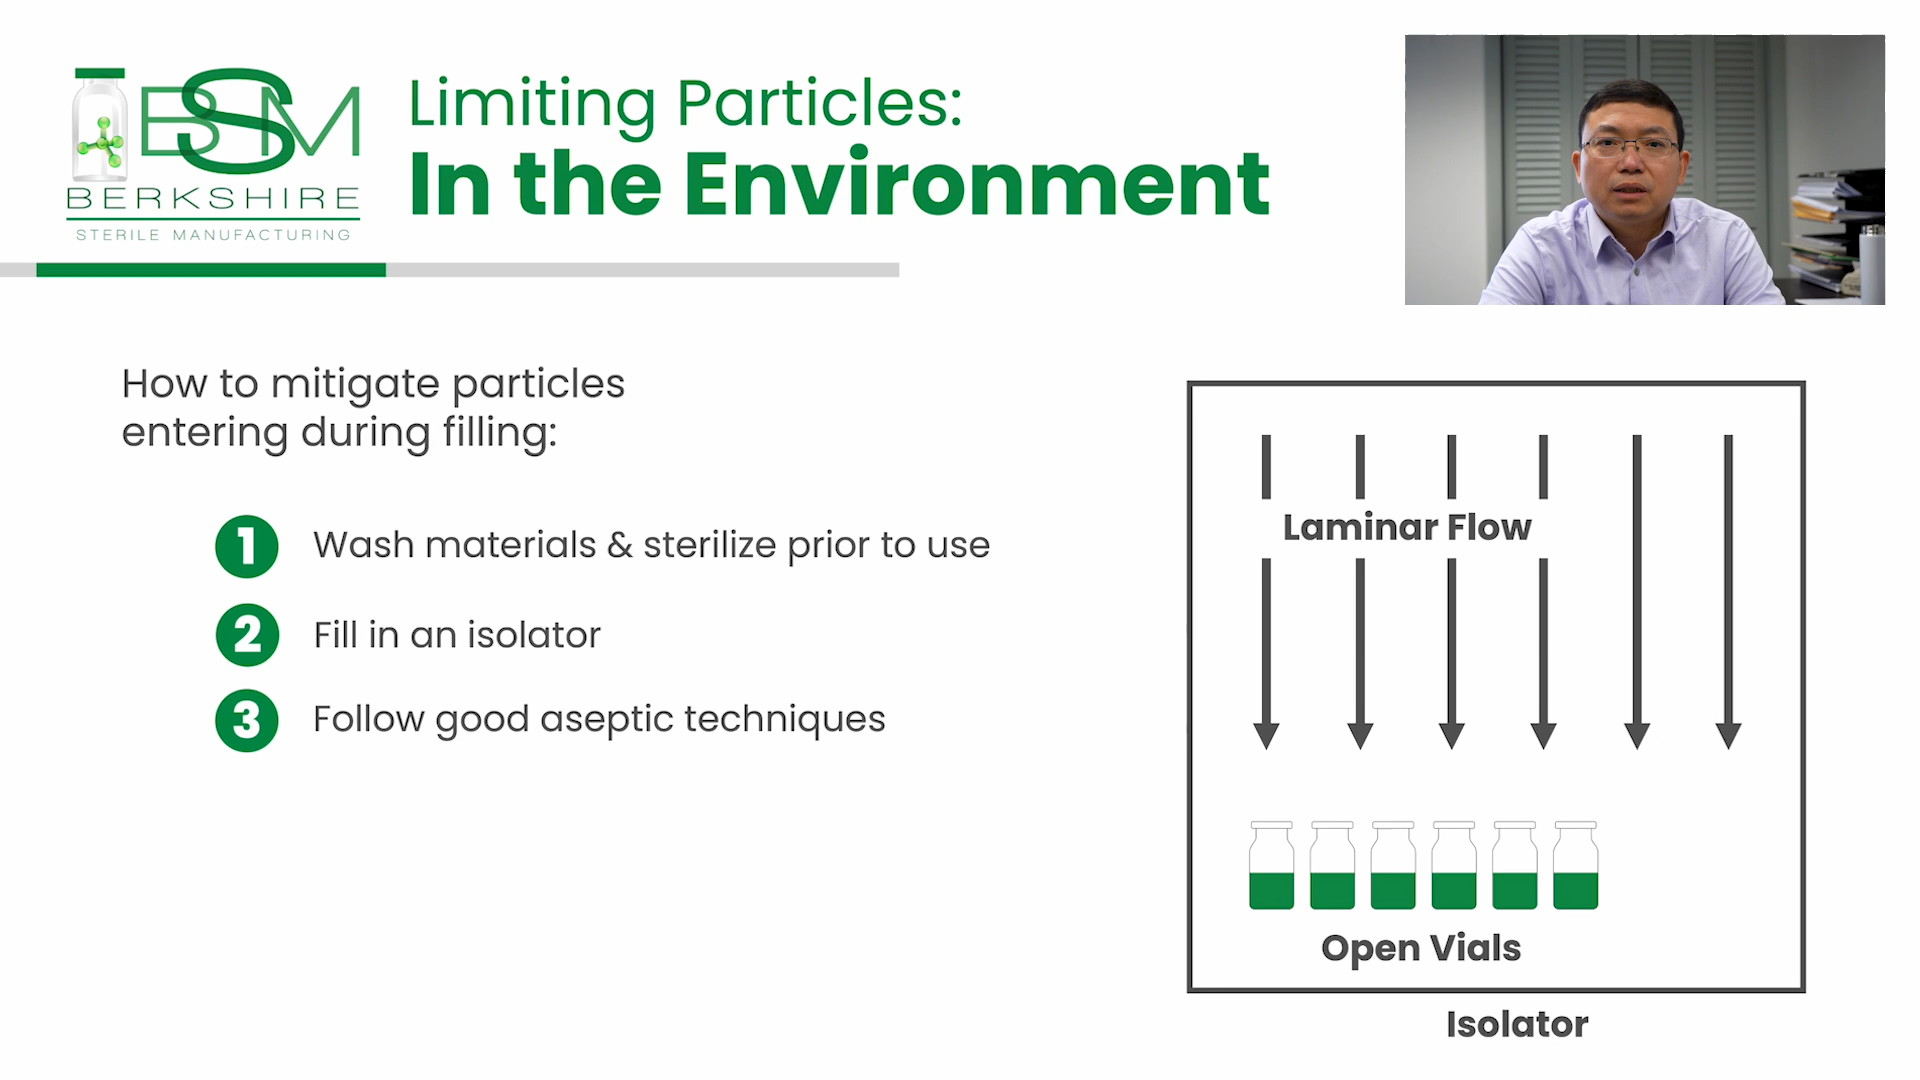 BSM
BERKSHIRE
STERILE MANUFACTURING
Limiting Particles:
In the Environment
How to mitigate particles
entering during filling:
1 Wash materials & sterilize prior to use
2 Fill in an isolator
3 Follow good aseptic techniques
Laminar Flow
Open Vials
Isolator